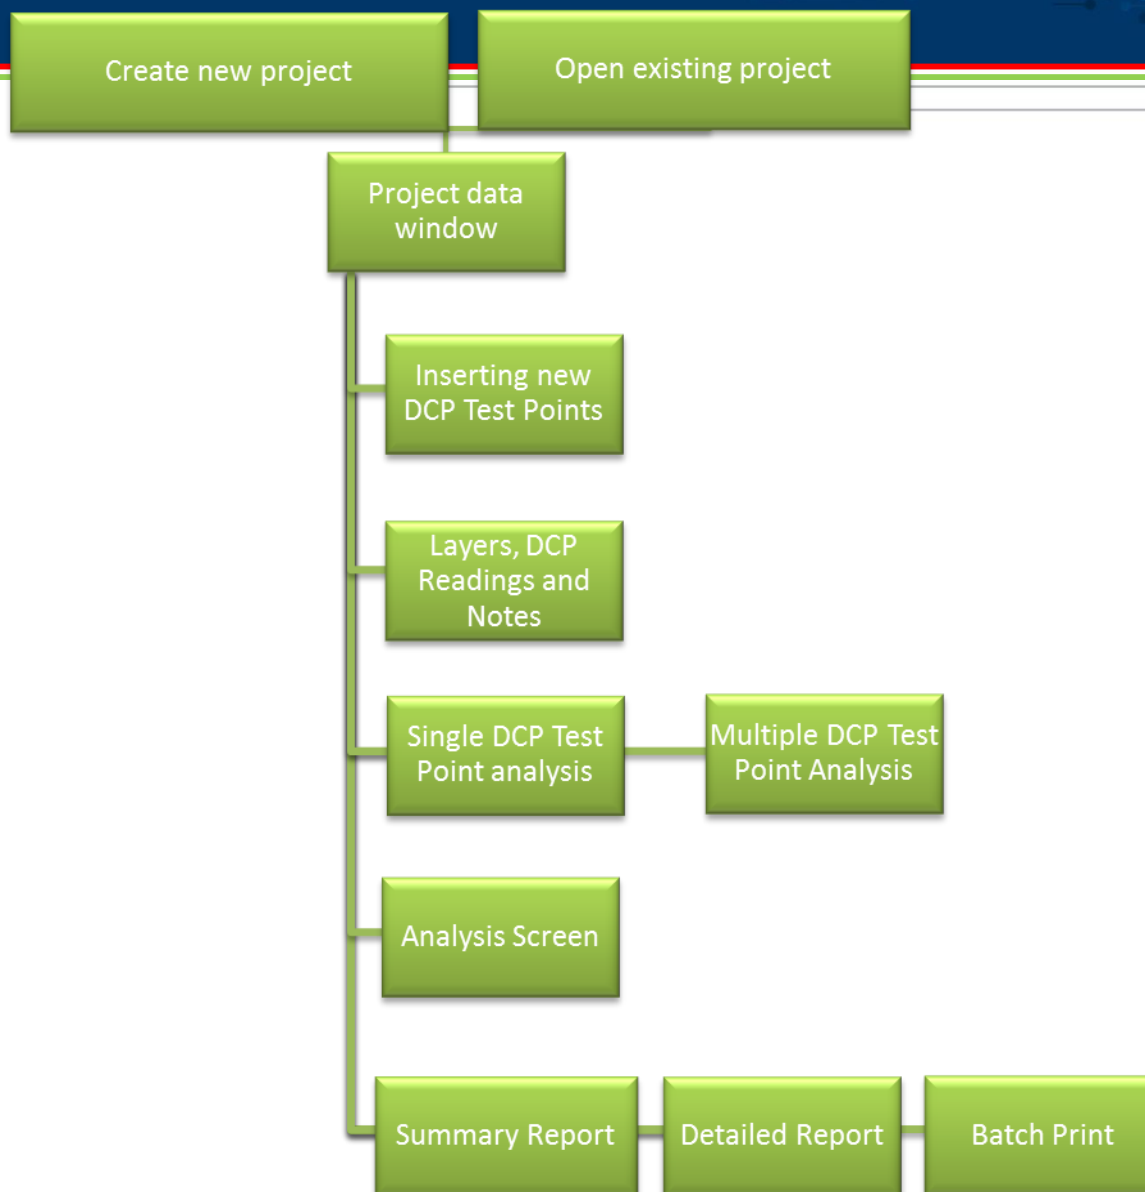 Create new project
Open existing project
Project data
window
Inserting new
DCP Test Points
Layers, DCP
Readings and
Notes
Single DCP Test
Point analysis
Multiple DCP Test
Point Analysis
Analysis Screen
Summary Report
Detailed Report
Batch Print